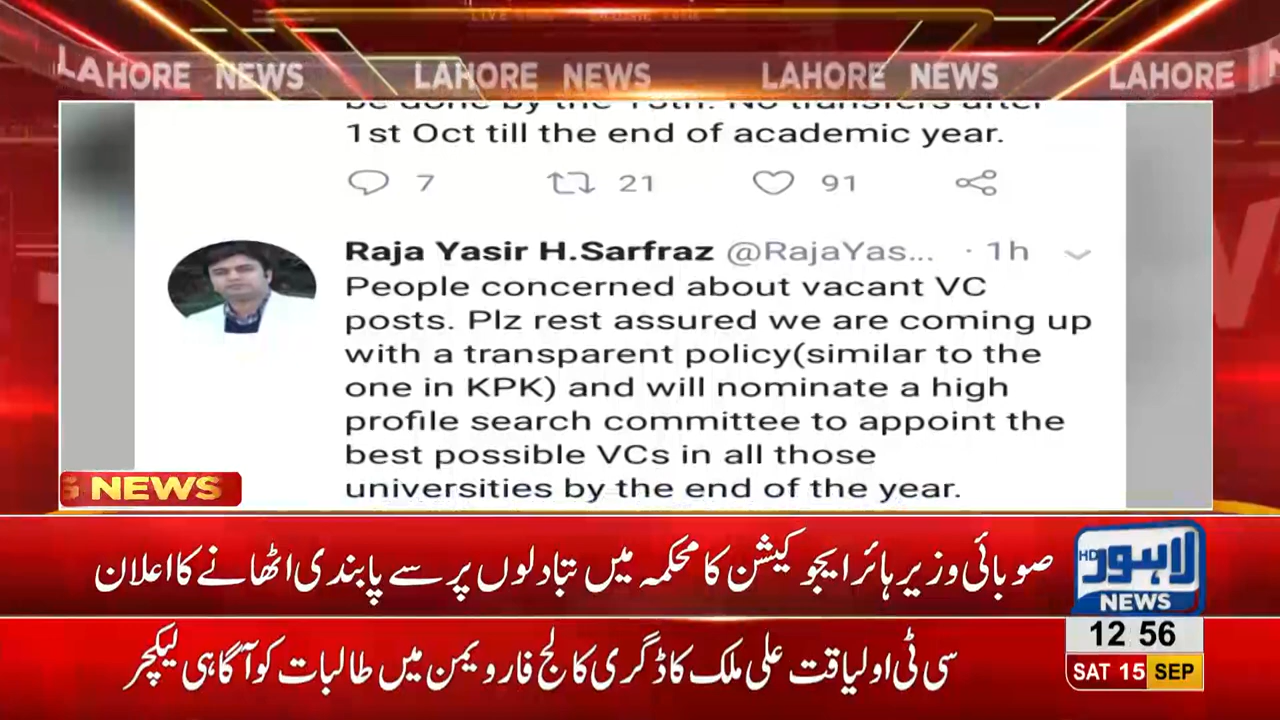 LAHORE NEWS LAHORE NEWS LAHORE NEWS LAHORE
be done by the 15th. No transfers after
1st Oct till the end of academic year.
7 21 91
Raja Yasir H.Sarfraz @RajaYas... · 1h
People concerned about vacant VC
posts. Plz rest assured we are coming up
with a transparent policy(similar to the
one in KPK) and will nominate a high
profile search committee to appoint the
best possible VCs in all those
universities by the end of the year.
G NEWS
صوبائی وزیر ہائر ایجوکیشن کا محکمہ میں تبادلوں پر سے پابندی اٹھانے کا اعلان
HD لاہور
NEWS
12 56
سی ٹی او لیاقت علی ملک کا ڈگری کالج فار ویمن میں طالبات کو آگاہی لیکچر
SAT 15 SEP